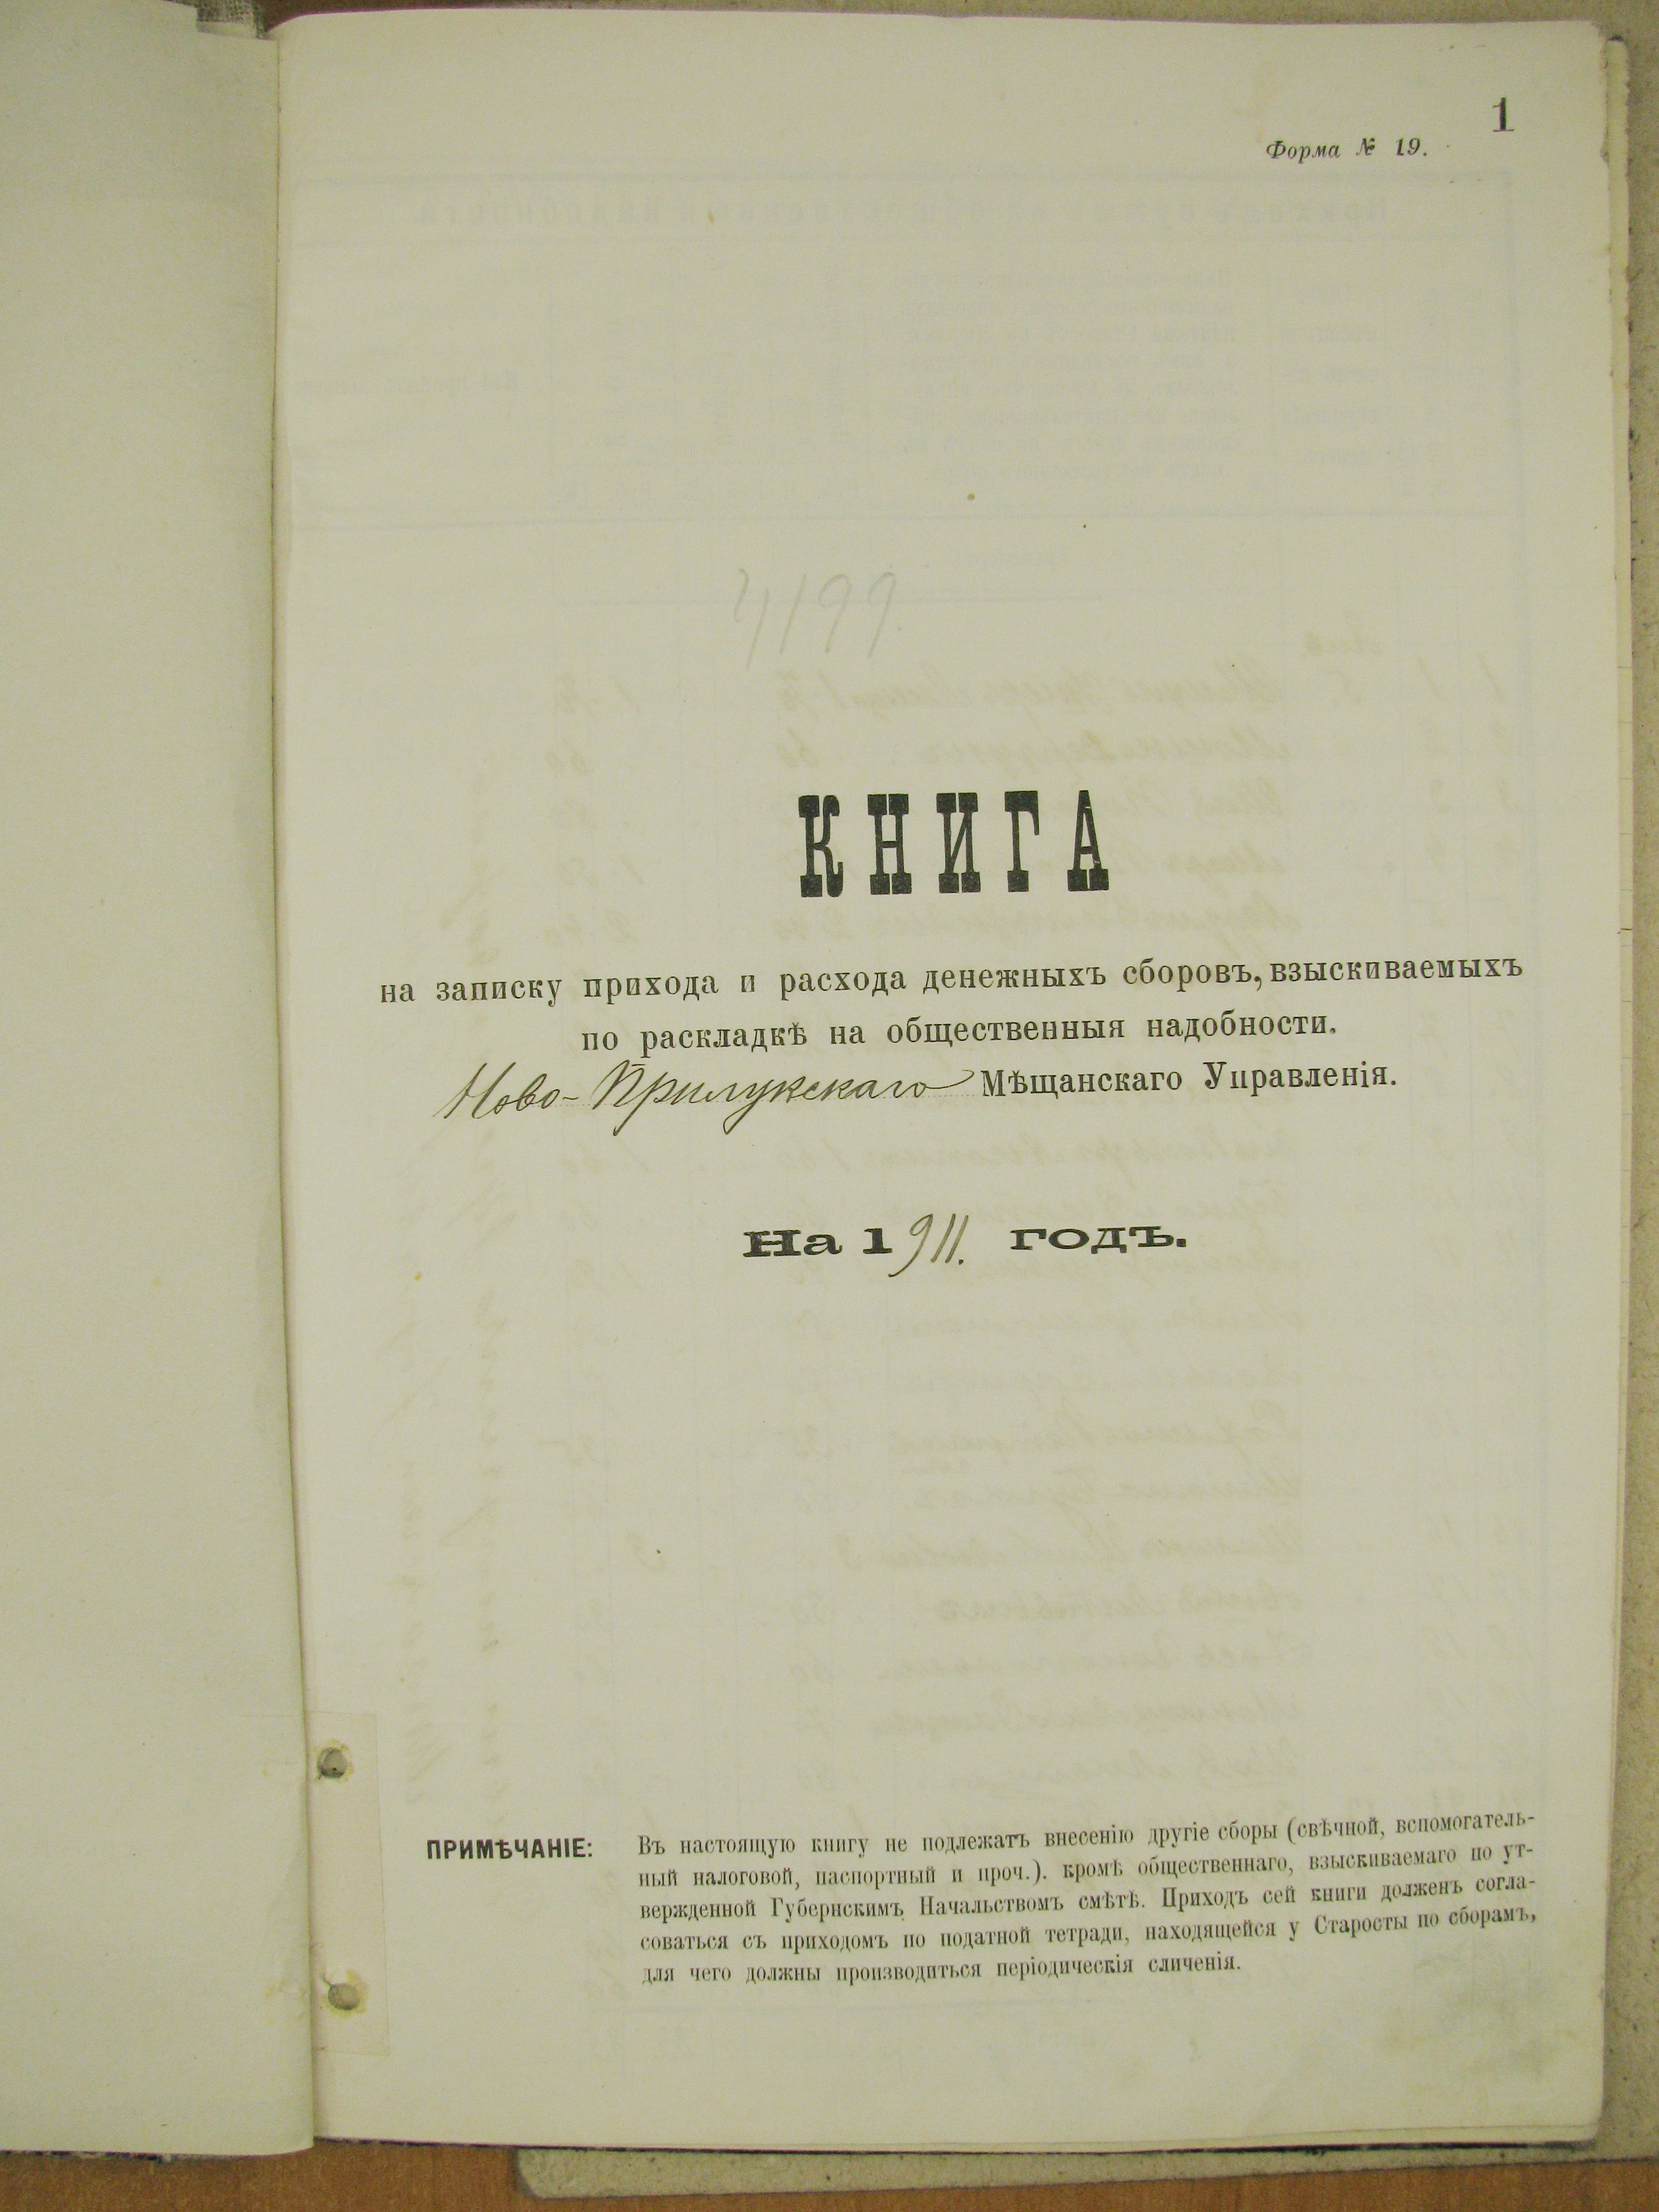 1
Форма № 19.
4199
КНИГА
на записку прихода и расхода денежныхъ сборовъ, взыскиваемыхъ
по раскладкѣ на общественныя надобности.
Ново-Прилукскаго Мѣщанскаго Управленія.
На 1911. годъ.
ПРИМѢЧАНІЕ: Въ настоящую книгу не подлежатъ внесенію другіе сборы (свѣчной, вспомогатель-
ный налоговой, паспортный и проч.). кромѣ общественнаго, взыскиваемаго по ут-
вержденной Губернскимъ Начальствомъ смѣтѣ. Приходъ сей книги долженъ согла-
соваться съ приходомъ по податной тетради, находящейся у Старосты по сборамъ,
для чего должны производиться періодическія сличенія.